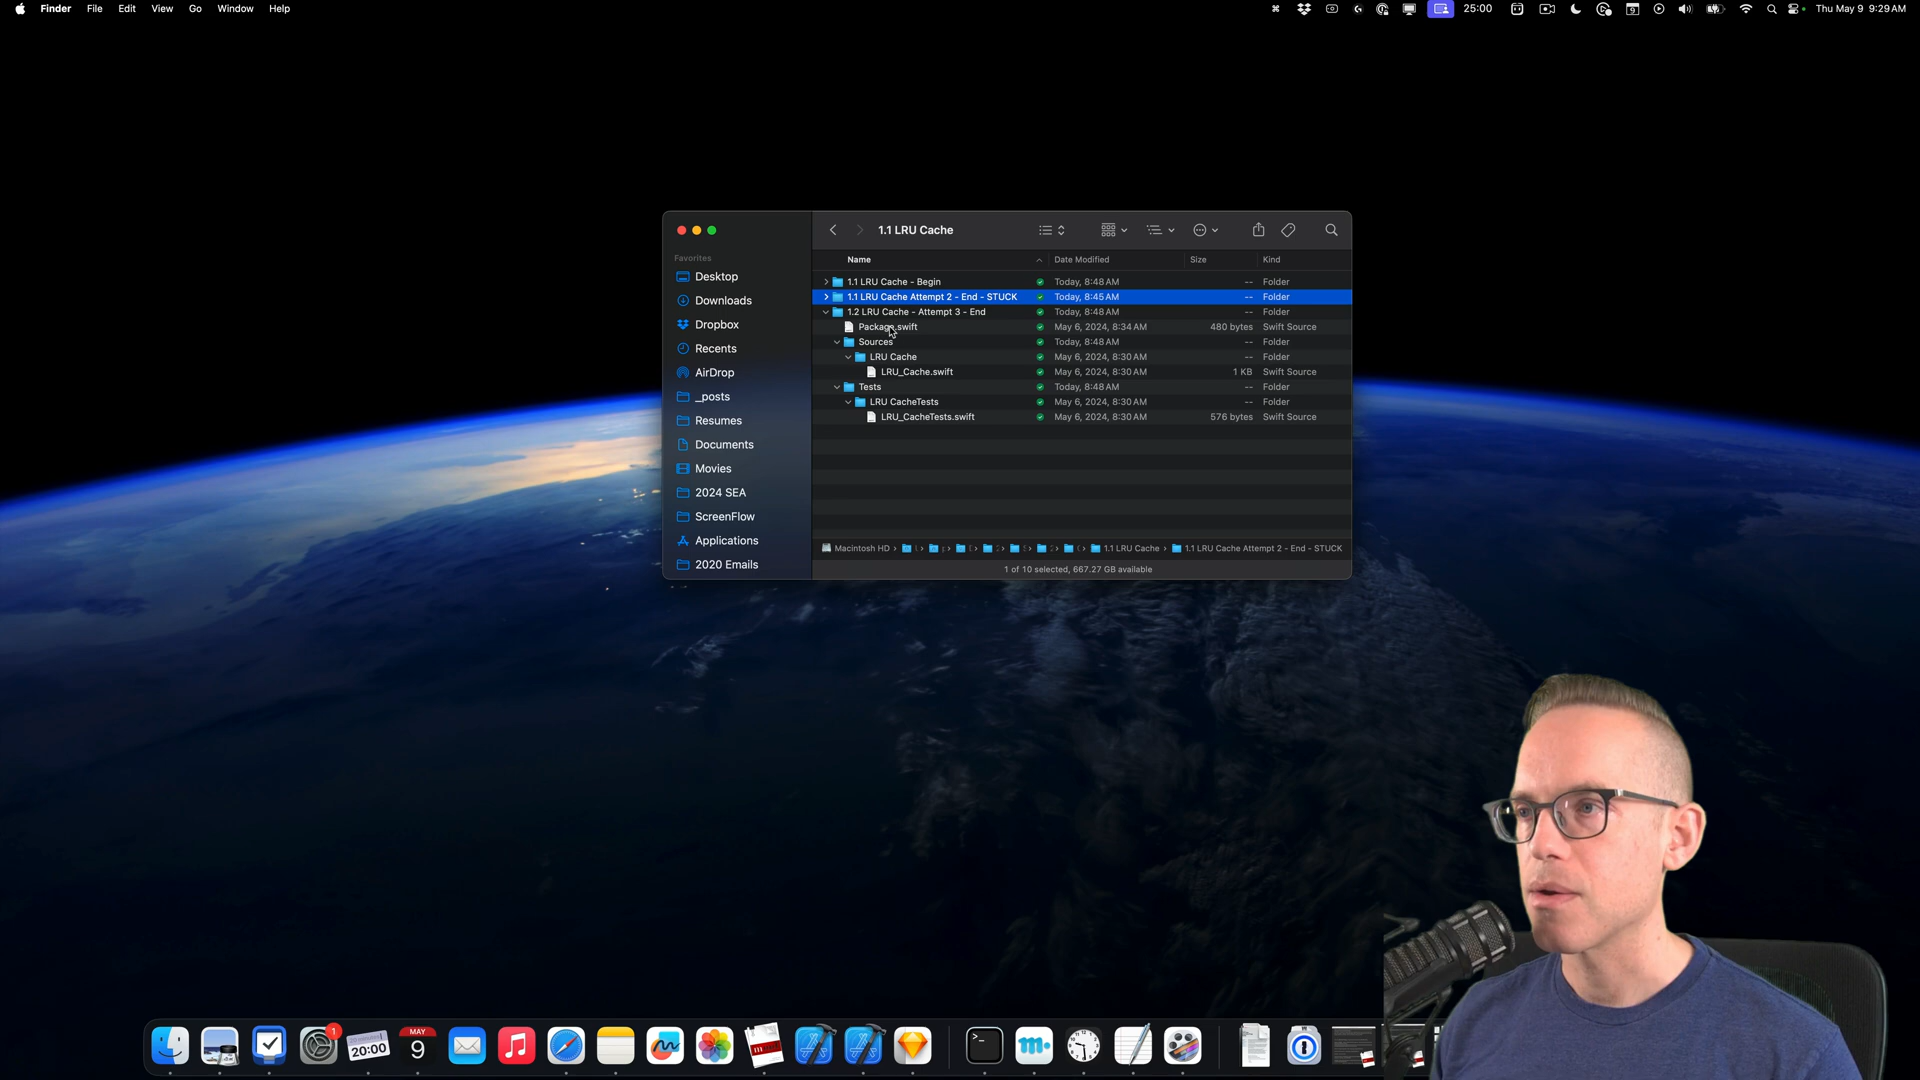 Finder File Edit View Go Window Help
25:00
9
Thu May 9 9:29 AM
1.1 LRU Cache
Favorites
Desktop
Downloads
Dropbox
Recents
AirDrop
_posts
Resumes
Documents
Movies
2024 SEA
ScreenFlow
Applications
2020 Emails
Name Date Modified Size Kind
1.1 LRU Cache - Begin Today, 8:48 AM -- Folder
1.1 LRU Cache Attempt 2 - End - STUCK Today, 8:45 AM -- Folder
1.2 LRU Cache - Attempt 3 - End Today, 8:48 AM -- Folder
Package.swift May 6, 2024, 8:34 AM 480 bytes Swift Source
Sources Today, 8:48 AM -- Folder
LRU Cache May 6, 2024, 8:30 AM -- Folder
LRU_Cache.swift May 6, 2024, 8:30 AM 1 KB Swift Source
Tests Today, 8:48 AM -- Folder
LRU CacheTests May 6, 2024, 8:30 AM -- Folder
LRU_CacheTests.swift May 6, 2024, 8:30 AM 576 bytes Swift Source
Macintosh HD › 1.1 LRU Cache › 1.1 LRU Cache Attempt 2 - End - STUCK
1 of 10 selected, 667.27 GB available
1
20:00
MAY
9
>_
m